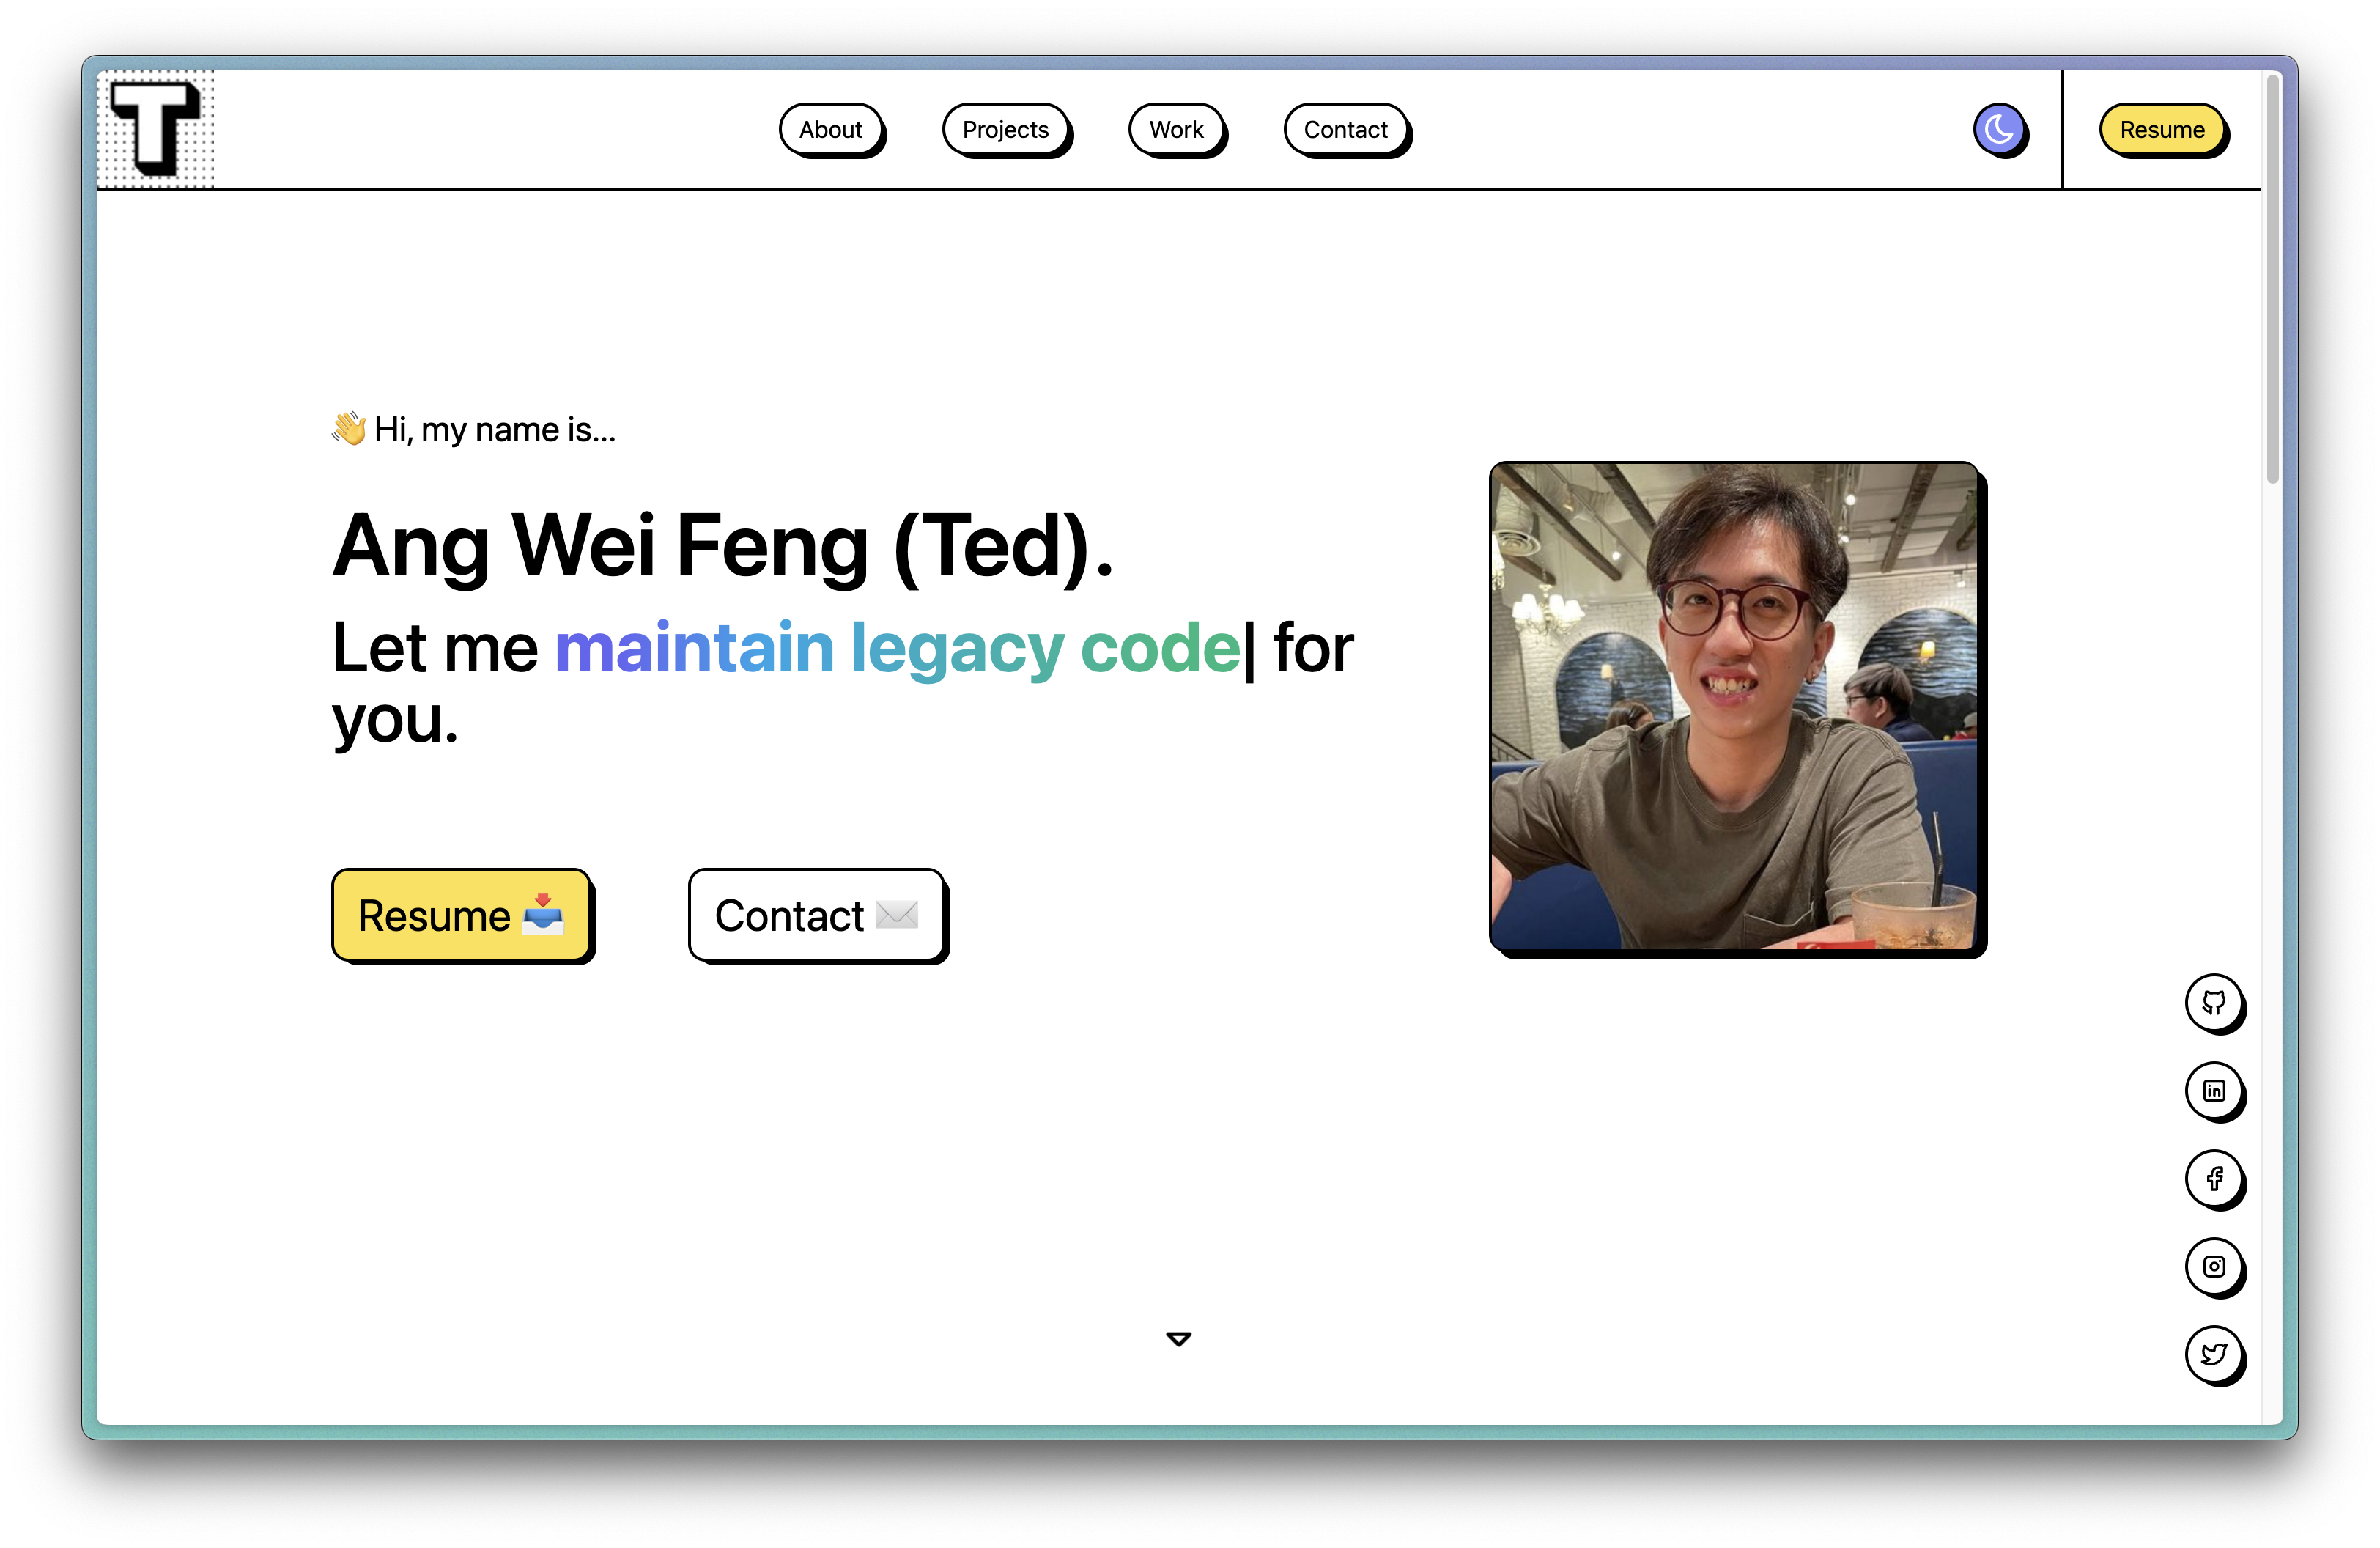 T
About
Projects
Work
Contact
Resume
👋 Hi, my name is...
Ang Wei Feng (Ted).
Let me maintain legacy code| for
you.
Resume 📥
Contact ✉️